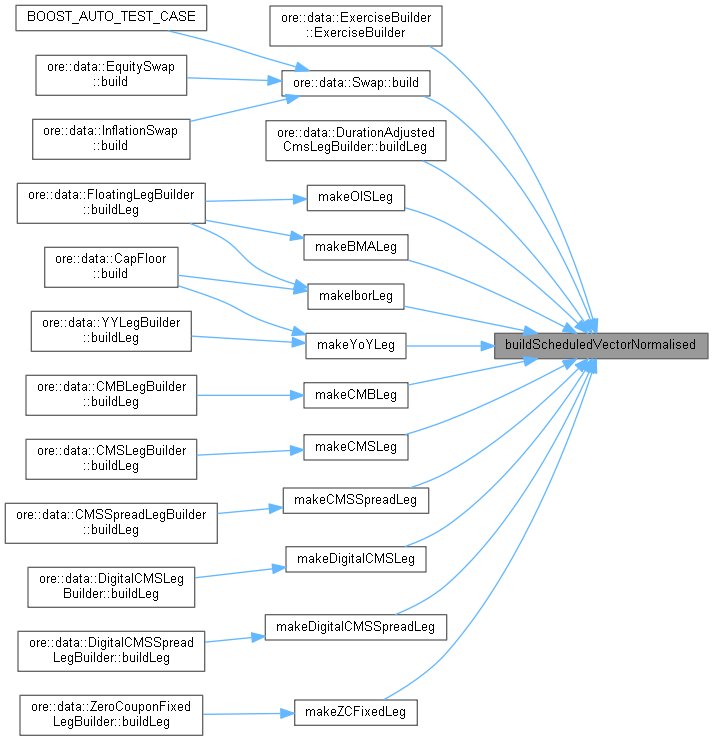 BOOST_AUTO_TEST_CASE
ore::data::EquitySwap
::build
ore::data::InflationSwap
::build
ore::data::FloatingLegBuilder
::buildLeg
ore::data::CapFloor
::build
ore::data::YYLegBuilder
::buildLeg
ore::data::CMBLegBuilder
::buildLeg
ore::data::CMSLegBuilder
::buildLeg
ore::data::CMSSpreadLegBuilder
::buildLeg
ore::data::DigitalCMSLeg
Builder::buildLeg
ore::data::DigitalCMSSpread
LegBuilder::buildLeg
ore::data::ZeroCouponFixed
LegBuilder::buildLeg
ore::data::ExerciseBuilder
::ExerciseBuilder
ore::data::Swap::build
ore::data::DurationAdjusted
CmsLegBuilder::buildLeg
makeOISLeg
makeBMALeg
makeIborLeg
makeYoYLeg
makeCMBLeg
makeCMSLeg
makeCMSSpreadLeg
makeDigitalCMSLeg
makeDigitalCMSSpreadLeg
makeZCFixedLeg
buildScheduledVectorNormalised